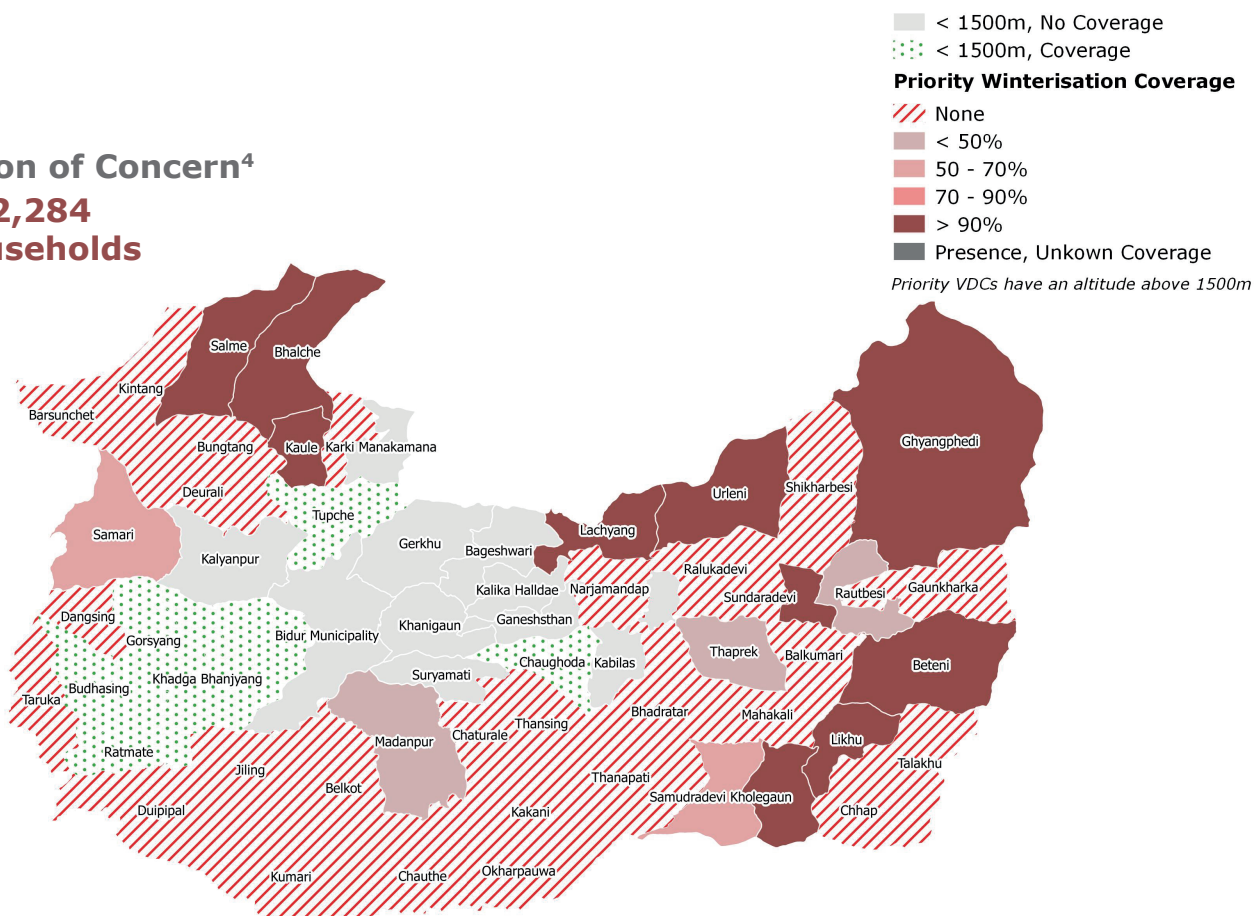 < 1500m, No Coverage
< 1500m, Coverage
Priority Winterisation Coverage
None
< 50%
50 - 70%
70 - 90%
> 90%
Presence, Unkown Coverage
Priority VDCs have an altitude above 1500m
on of Concern4
2,284
useholds
Salme
Bhalche
Kintang
Barsunchet
Bungtang
Kaule
Karki Manakamana
Ghyangphedi
Deurali
Tupche
Urleni
Shikharbesi
Samari
Kalyanpur
Gerkhu
Bageshwari
Lachyang
Kalika Halldae
Narjamandap
Ralukadevi
Sundaradevi
Rautbesi
Gaunkharka
Dangsing
Gorsyang
Bidur Municipality
Khanigaun
Ganeshsthan
Budhasing
Khadga Bhanjyang
Suryamati
Chaughoda
Kabilas
Thaprek
Balkumari
Beteni
Taruka
Ratmate
Madanpur
Chaturale
Thansing
Bhadratar
Mahakali
Likhu
Talakhu
Jiling
Belkot
Thanapati
Samudradevi
Kholegaun
Duipipal
Kakani
Chhap
Kumari
Chauthe
Okharpauwa